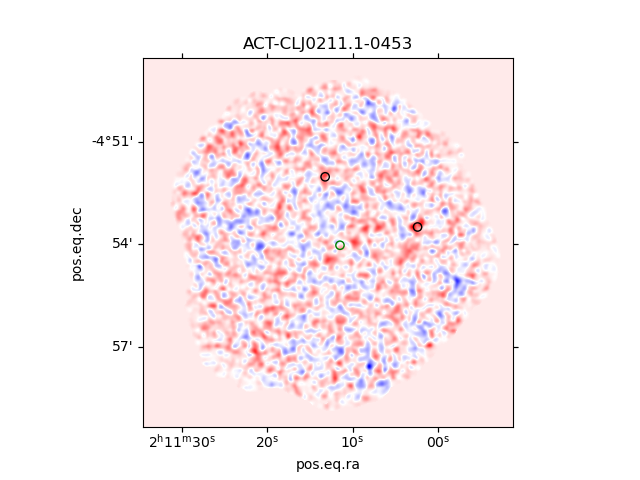 ACT-CLJ0211.1-0453
-4°51'
54'
57'
pos.eq.dec
2ʰ11ᵐ30ˢ 20ˢ 10ˢ 00ˢ
pos.eq.ra